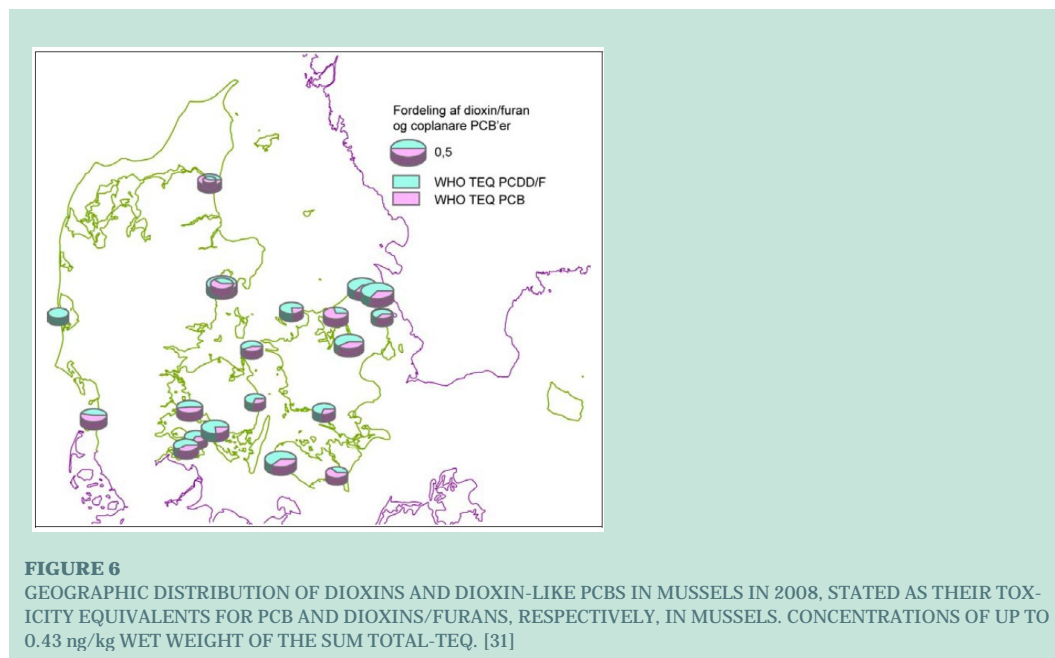 Fordeling af dioxin/furan
og coplanare PCB'er
0,5
WHO TEQ PCDD/F
WHO TEQ PCB
FIGURE 6
GEOGRAPHIC DISTRIBUTION OF DIOXINS AND DIOXIN-LIKE PCBS IN MUSSELS IN 2008, STATED AS THEIR TOX-
ICITY EQUIVALENTS FOR PCB AND DIOXINS/FURANS, RESPECTIVELY, IN MUSSELS. CONCENTRATIONS OF UP TO
0.43 ng/kg WET WEIGHT OF THE SUM TOTAL-TEQ. [31]